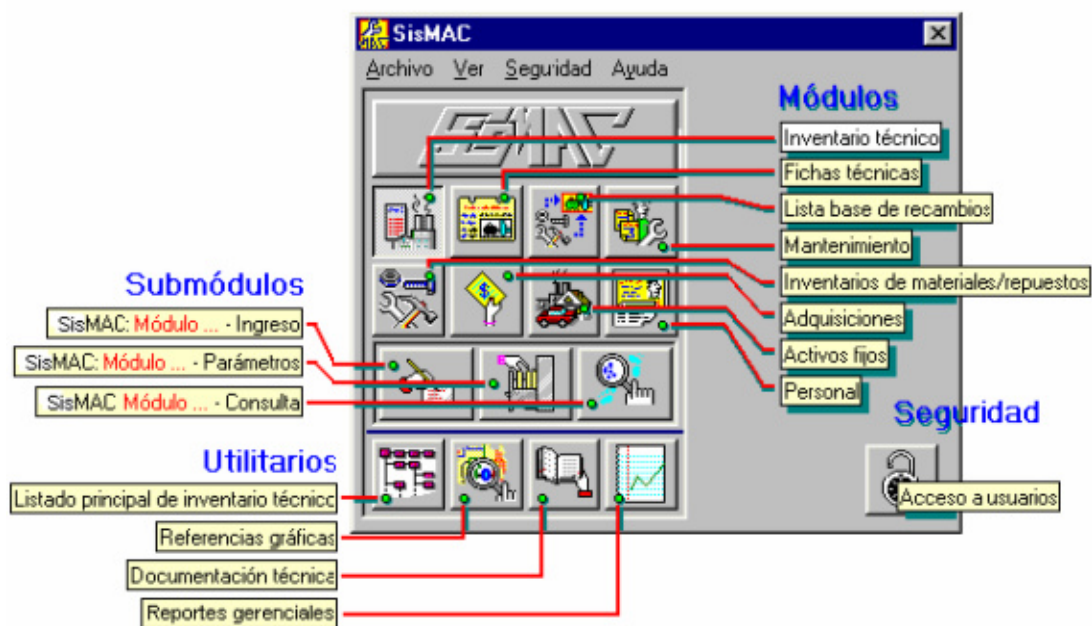 SisMAC
Archivo Ver Seguridad Ayuda
SisMAC
Módulos
Inventario técnico
Fichas técnicas
Lista base de recambios
Mantenimiento
Inventarios de materiales/repuestos
Adquisiciones
Activos fijos
Personal
Submódulos
SisMAC: Módulo ... - Ingreso
SisMAC: Módulo ... - Parámetros
SisMAC Módulo ... - Consulta
Seguridad
Acceso a usuarios
Utilitarios
Listado principal de inventario técnico
Referencias gráficas
Documentación técnica
Reportes gerenciales